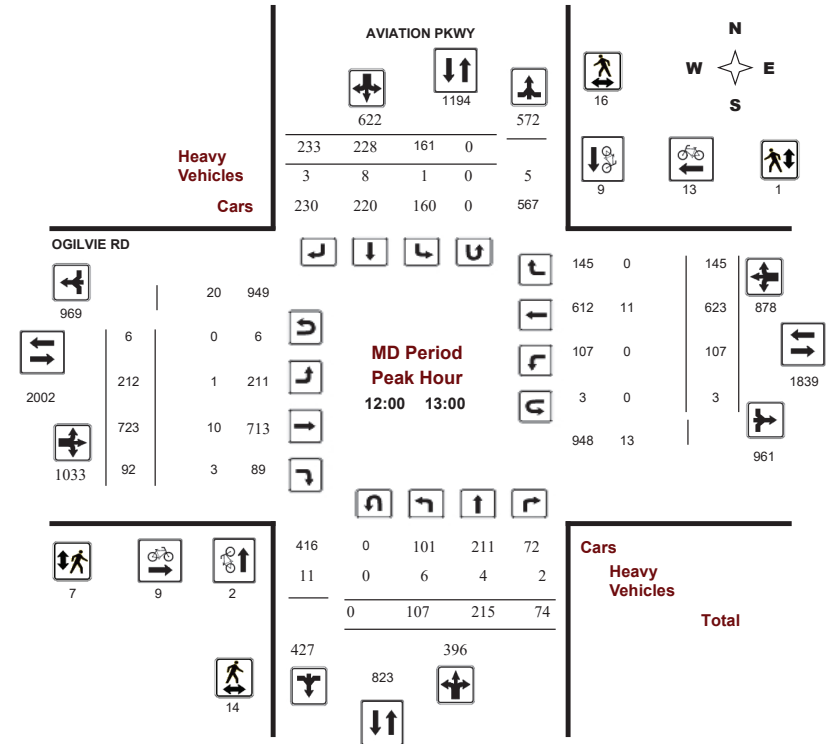 AVIATION PKWY
N
W E
S
1194
16
622 572
233 228 161 0
Heavy
Vehicles
3 8 1 0 5
Cars
230 220 160 0 567
9 13 1
OGILVIE RD
969
20 949
145 0 145
612 11 623 878
6 0 6
2002
212 1 211
MD Period
Peak Hour
12:00 13:00
107 0 107
1839
3 0 3
723 10 713
948 13
961
1033
92 3 89
416 0 101 211 72
Cars
11 0 6 4 2
Heavy
Vehicles
0 107 215 74
Total
7 9 2
427 396
823
14